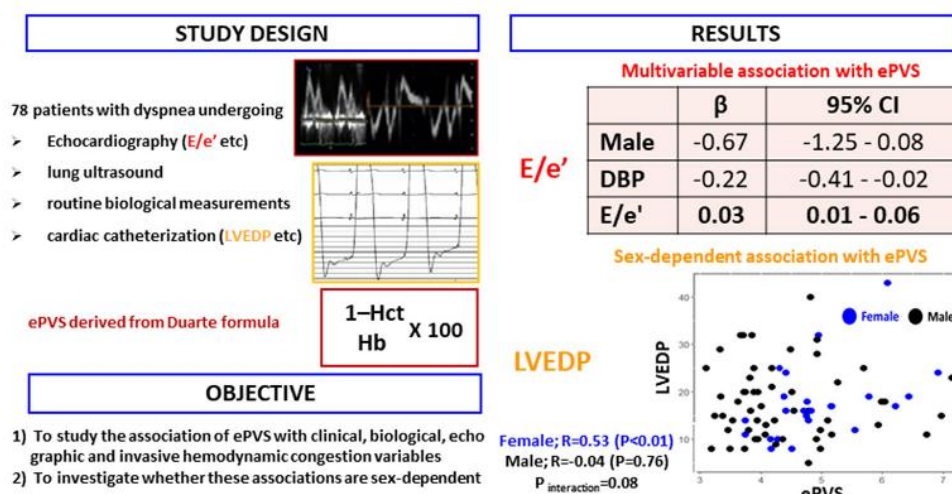 STUDY DESIGN
78 patients with dyspnea undergoing
➤ Echocardiography (E/e' etc)
➤ lung ultrasound
➤ routine biological measurements
➤ cardiac catheterization (LVEDP etc)
ePVS derived from Duarte formula
1–Hct
Hb
X 100
OBJECTIVE
1) To study the association of ePVS with clinical, biological, echo
graphic and invasive hemodynamic congestion variables
2) To investigate whether these associations are sex-dependent
RESULTS
Multivariable association with ePVS
E/e'
β 95% CI
Male -0.67 -1.25 - 0.08
DBP -0.22 -0.41 - -0.02
E/e' 0.03 0.01 - 0.06
Sex-dependent association with ePVS
LVEDP
Female; R=0.53 (P<0.01)
Male; R=-0.04 (P=0.76)
P interaction=0.08
Female Male
LVEDP
40
30
20
10
4 5 6 7
ePVS